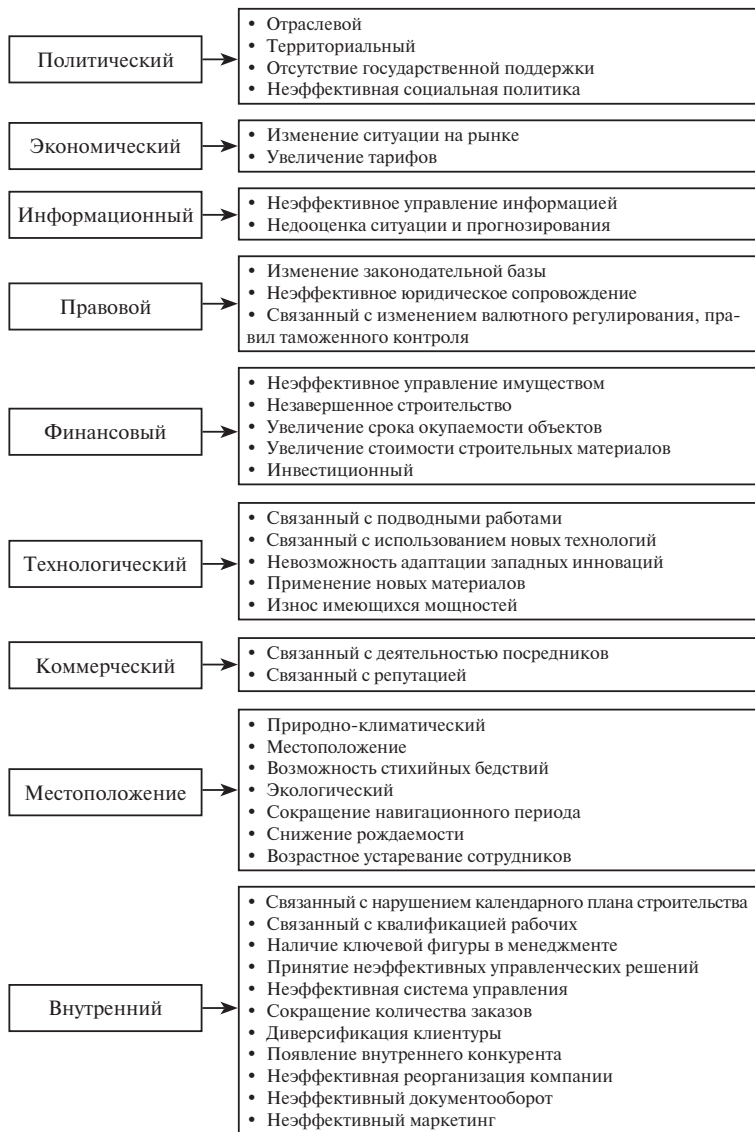 Политический
• Отраслевой
• Территориальный
• Отсутствие государственной поддержки
• Неэффективная социальная политика
Экономический
• Изменение ситуации на рынке
• Увеличение тарифов
Информационный
• Неэффективное управление информацией
• Недооценка ситуации и прогнозирования
Правовой
• Изменение законодательной базы
• Неэффективное юридическое сопровождение
• Связанный с изменением валютного регулирования, пра-
вил таможенного контроля
Финансовый
• Неэффективное управление имуществом
• Незавершенное строительство
• Увеличение срока окупаемости объектов
• Увеличение стоимости строительных материалов
• Инвестиционный
Технологический
• Связанный с подводными работами
• Связанный с использованием новых технологий
• Невозможность адаптации западных инноваций
• Применение новых материалов
• Износ имеющихся мощностей
Коммерческий
• Связанный с деятельностью посредников
• Связанный с репутацией
Местоположение
• Природно-климатический
• Местоположение
• Возможность стихийных бедствий
• Экологический
• Сокращение навигационного периода
• Снижение рождаемости
• Возрастное устаревание сотрудников
Внутренний
• Связанный с нарушением календарного плана строительства
• Связанный с квалификацией рабочих
• Наличие ключевой фигуры в менеджменте
• Принятие неэффективных управленческих решений
• Неэффективная система управления
• Сокращение количества заказов
• Диверсификация клиентуры
• Появление внутреннего конкурента
• Неэффективная реорганизация компании
• Неэффективный документооборот
• Неэффективный маркетинг